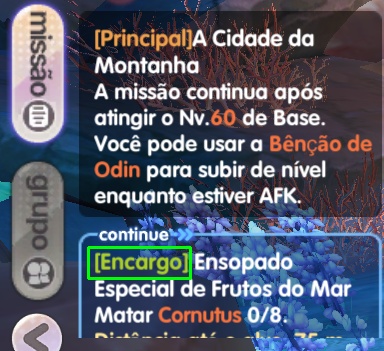 missão
[Principal]A Cidade da
Montanha
A missão continua após
atingir o Nv.60 de Base.
Você pode usar a Bênção de
Odin para subir de nível
enquanto estiver AFK.
grupo
continue
[Encargo] Ensopado
Especial de Frutos do Mar
Matar Cornutus 0/8.